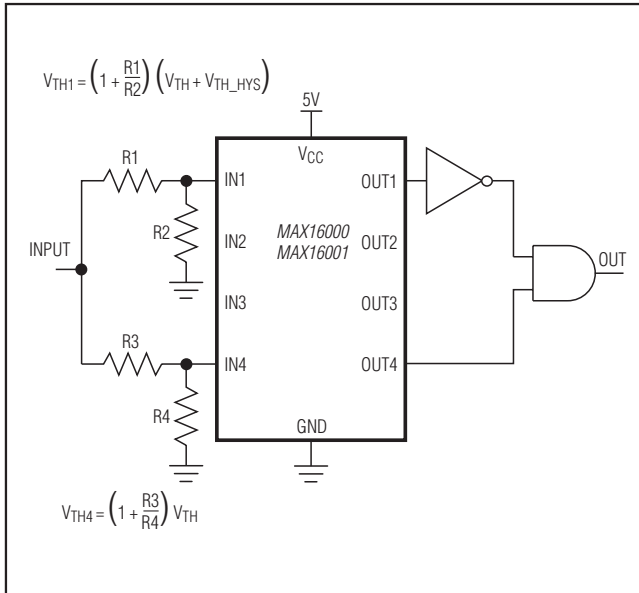 V_TH1 = (1 + R1/R2) (V_TH + V_TH_HYS)
5V
VCC
R1
IN1
OUT1
R2
MAX16000
MAX16001
IN2
OUT2
INPUT
OUT
IN3
OUT3
R3
IN4
OUT4
R4
GND
V_TH4 = (1 + R3/R4) V_TH